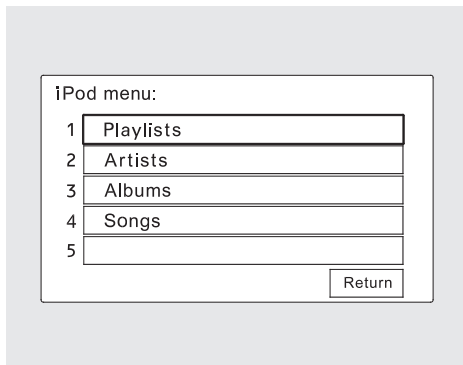 iPod menu:
1 Playlists
2 Artists
3 Albums
4 Songs
5
Return